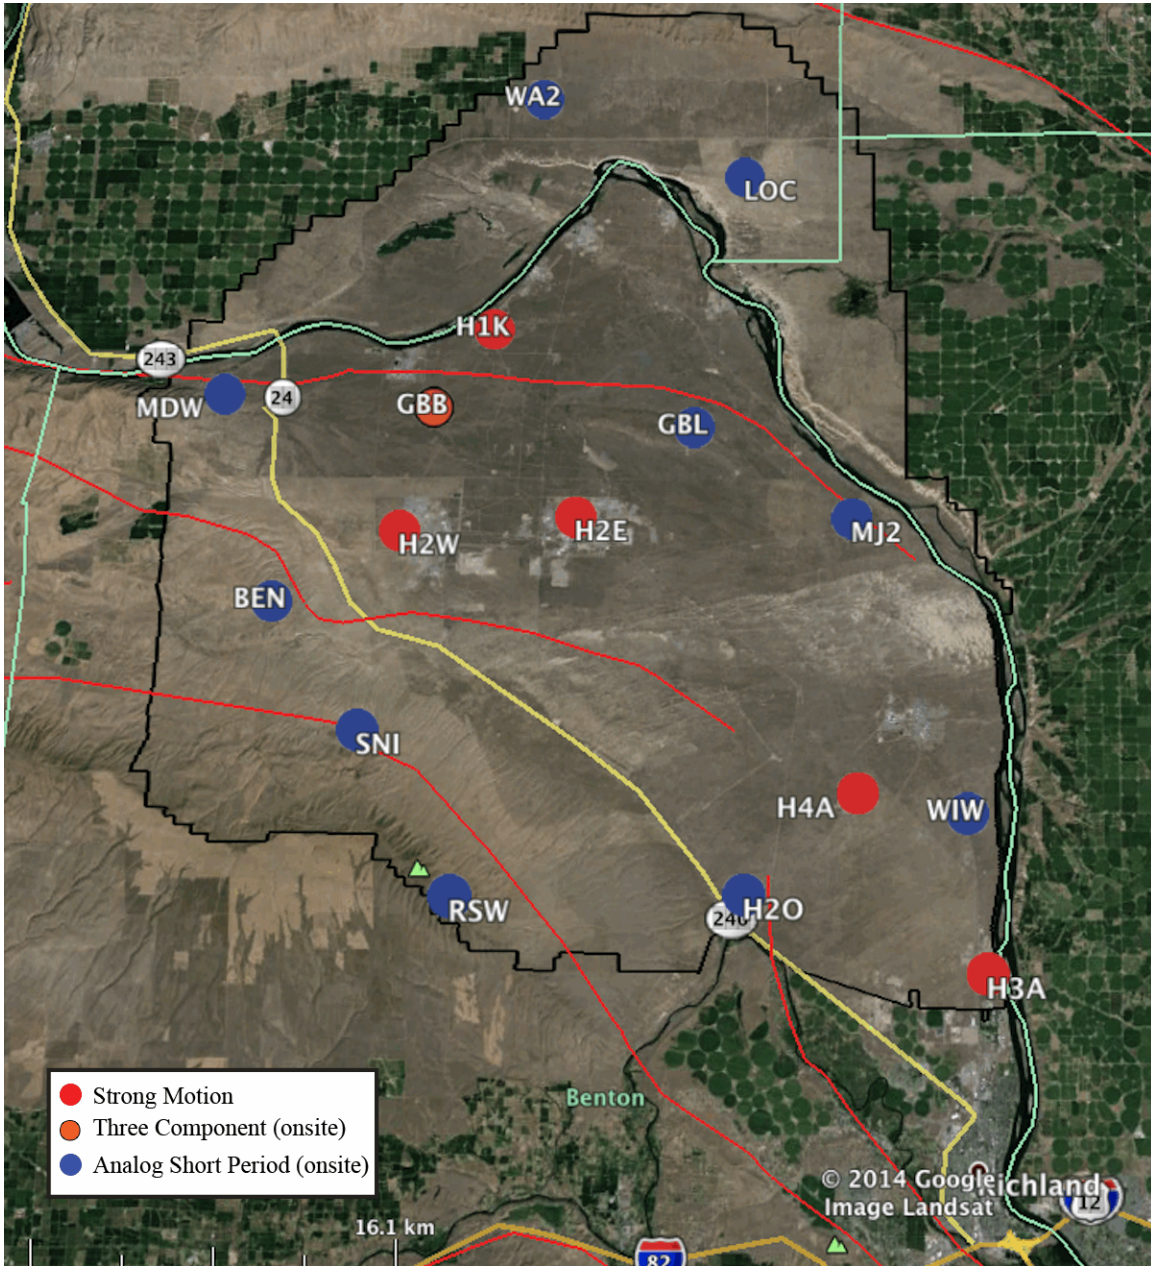 WA2
LOC
H1K
243
MDW
24
GBB
GBL
H2W
H2E
MJ2
BEN
SNI
H4A
WIW
RSW
H2O
240
H3A
Strong Motion
Three Component (onsite)
Analog Short Period (onsite)
Benton
© 2014 Google
Image Landsat
Richland
12
16.1 km
82